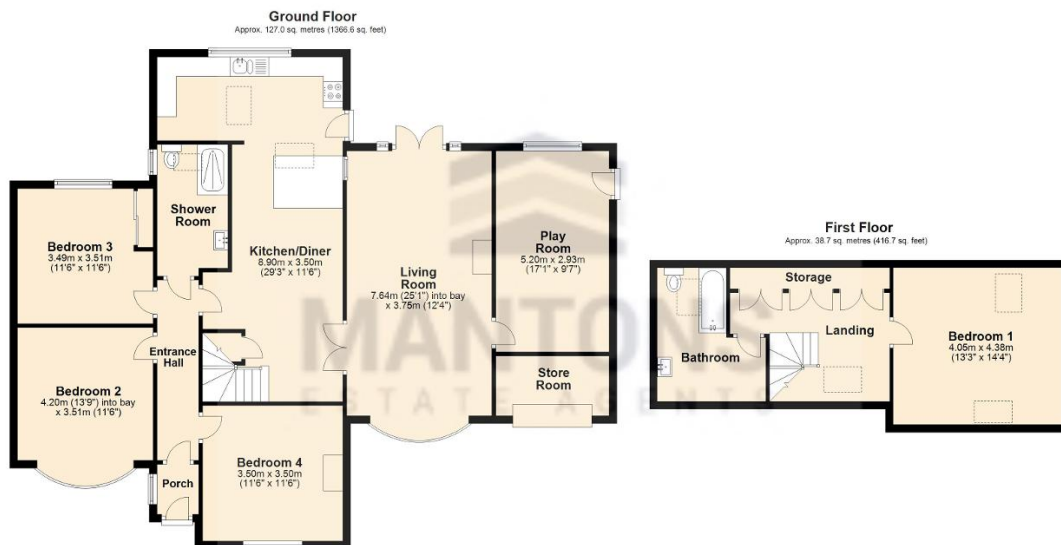 Ground Floor
Approx. 127.0 sq. metres (1366.6 sq. feet)
Shower
Room
Bedroom 3
3.49m x 3.51m
(11'6" x 11'6")
Kitchen/Diner
8.90m x 3.50m
(29'3" x 11'6")
Living
Room
7.64m (25'1") into bay
x 3.75m (12'4")
Play
Room
5.20m x 2.93m
(17'1" x 9'7")
Entrance
Hall
Bedroom 2
4.20m (13'9") into bay
x 3.51m (11'6")
Store
Room
Bedroom 4
3.50m x 3.50m
(11'6" x 11'6")
Porch
First Floor
Approx. 38.7 sq. metres (416.7 sq. feet)
Storage
Landing
Bathroom
Bedroom 1
4.05m x 4.38m
(13'3" x 14'4")
MANTONS
ESTATE AGENTS